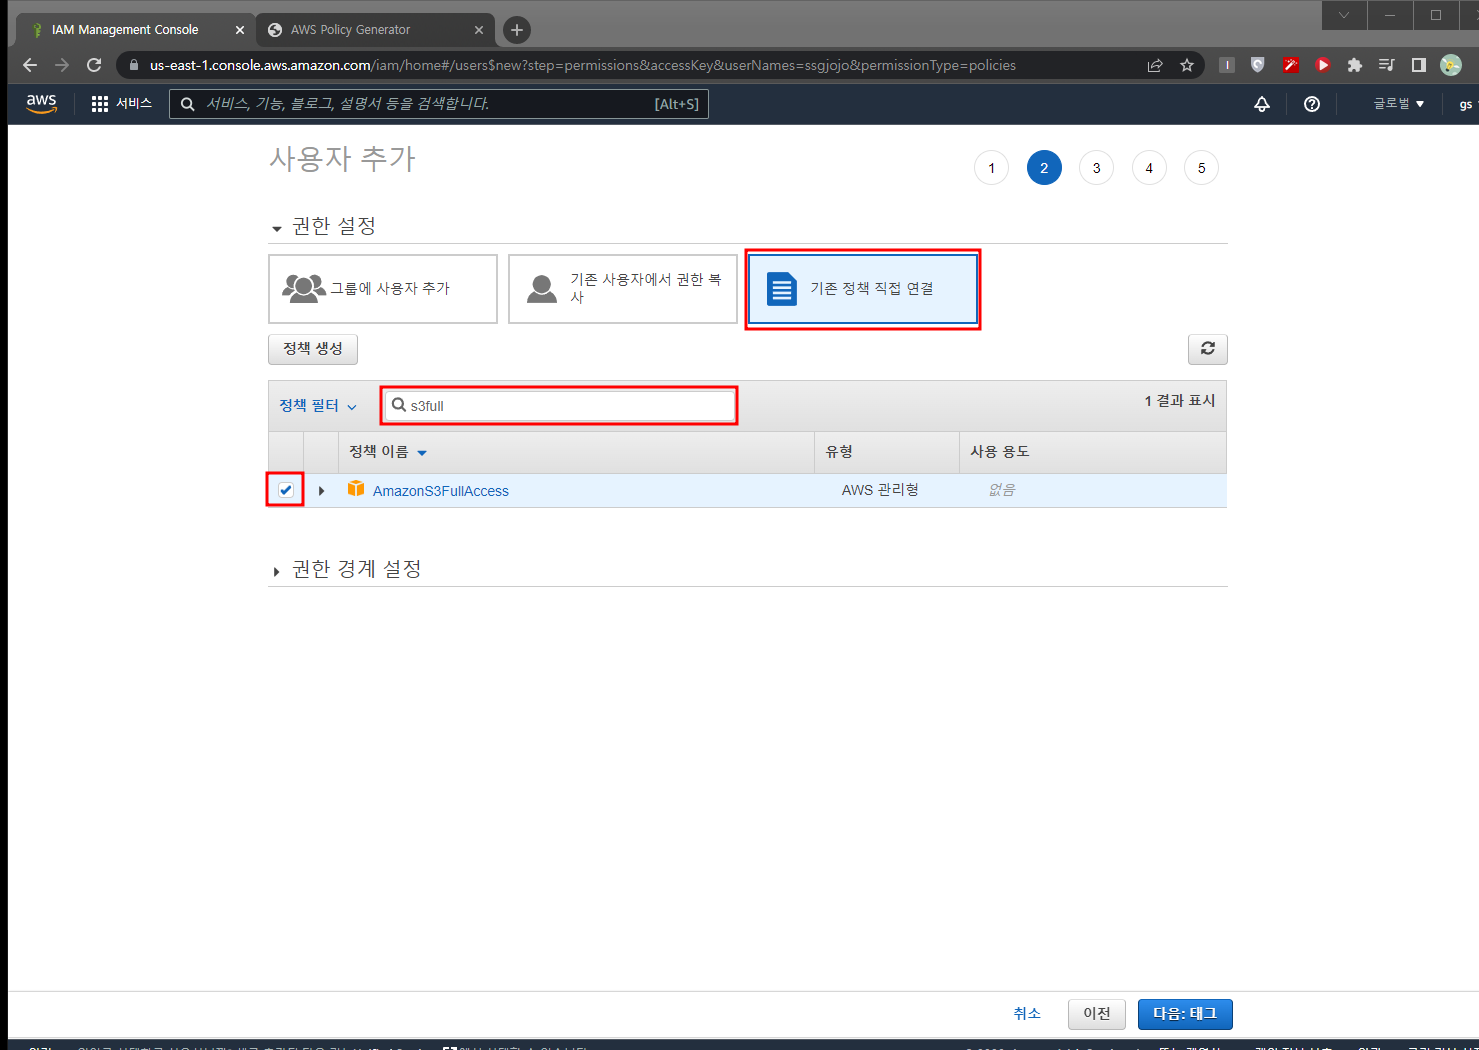 IAM Management Console
AWS Policy Generator
us-east-1.console.aws.amazon.com/iam/home#/users$new?step=permissions&accessKey&userNames=ssgjojo&permissionType=policies
aws
서비스
서비스, 기능, 블로그, 설명서 등을 검색합니다.
[Alt+S]
글로벌
gs
사용자 추가
1
2
3
4
5
권한 설정
그룹에 사용자 추가
기존 사용자에서 권한 복
사
기존 정책 직접 연결
정책 생성
정책 필터
s3full
1 결과 표시
정책 이름
유형
사용 용도
AmazonS3FullAccess
AWS 관리형
없음
권한 경계 설정
취소
이전
다음: 태그